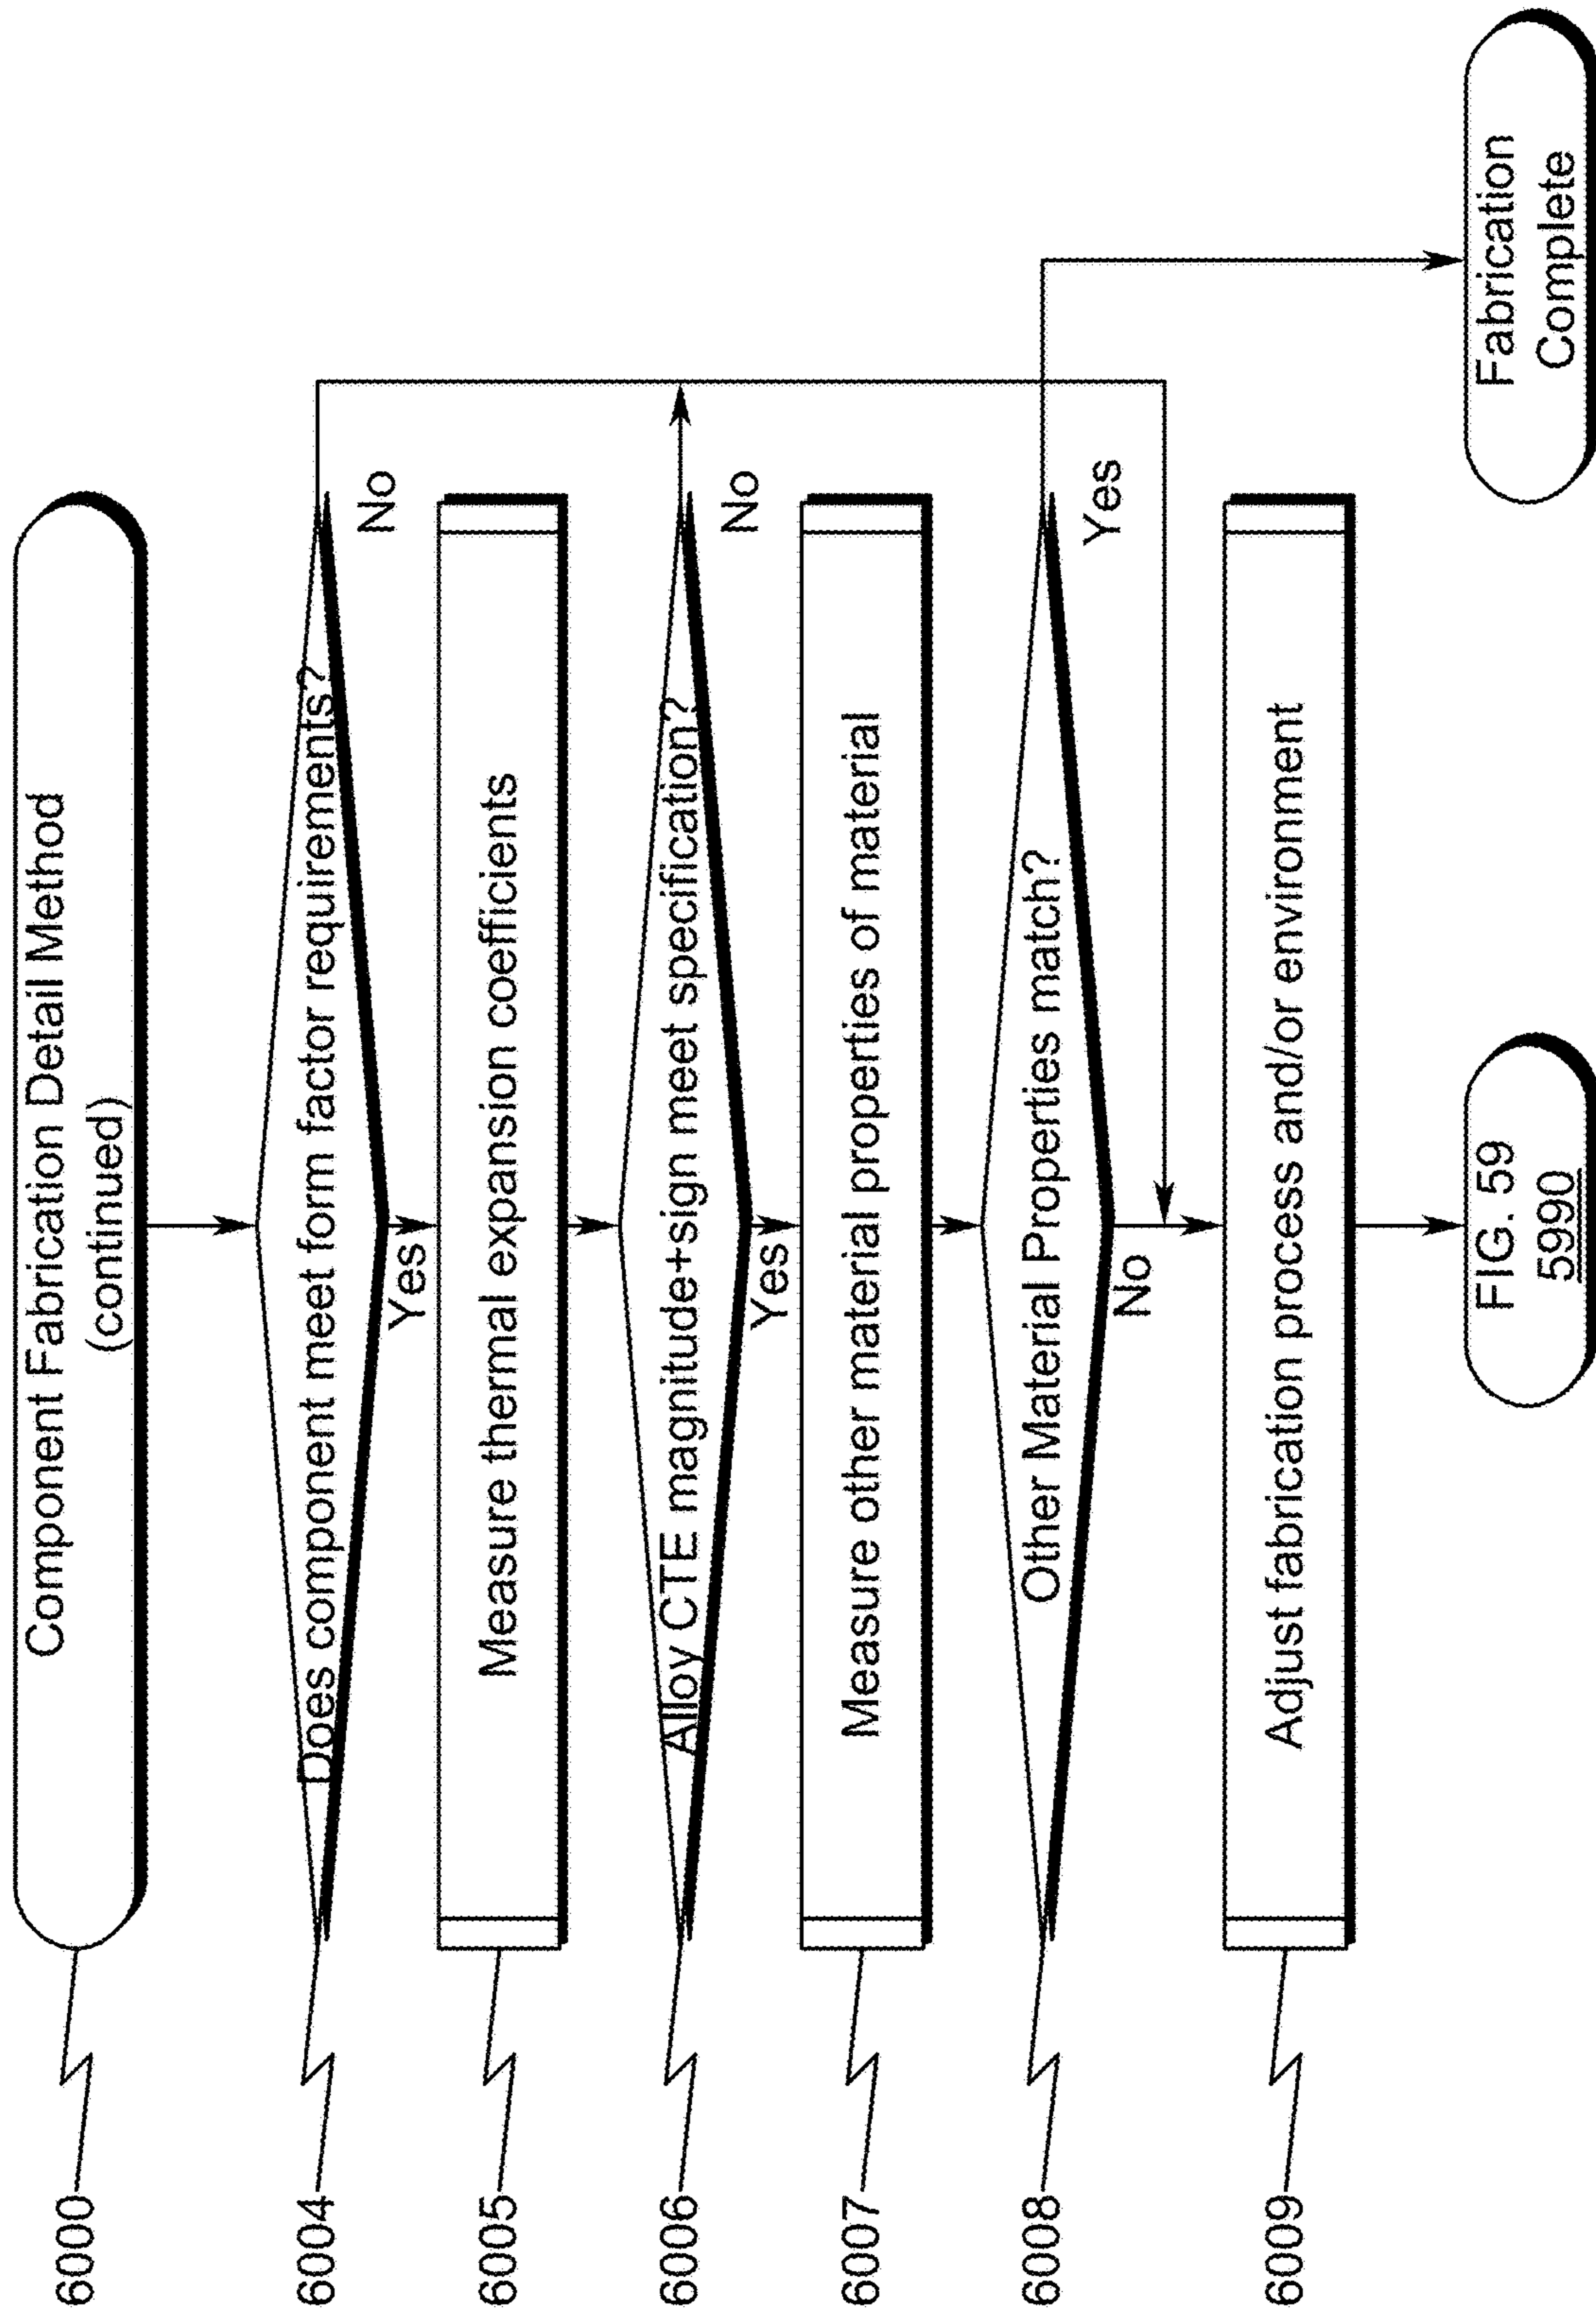 6000
Component Fabrication Detail Method
(continued)
6004
Does component meet form factor requirements?
No
Yes
6005
Measure thermal expansion coefficients
6006
Alloy CTE magnitude+sign meet specification?
No
Yes
6007
Measure other material properties of material
6008
Other Material Properties match?
Yes
No
6009
Adjust fabrication process and/or environment
FIG. 59
5990
Fabrication
Complete